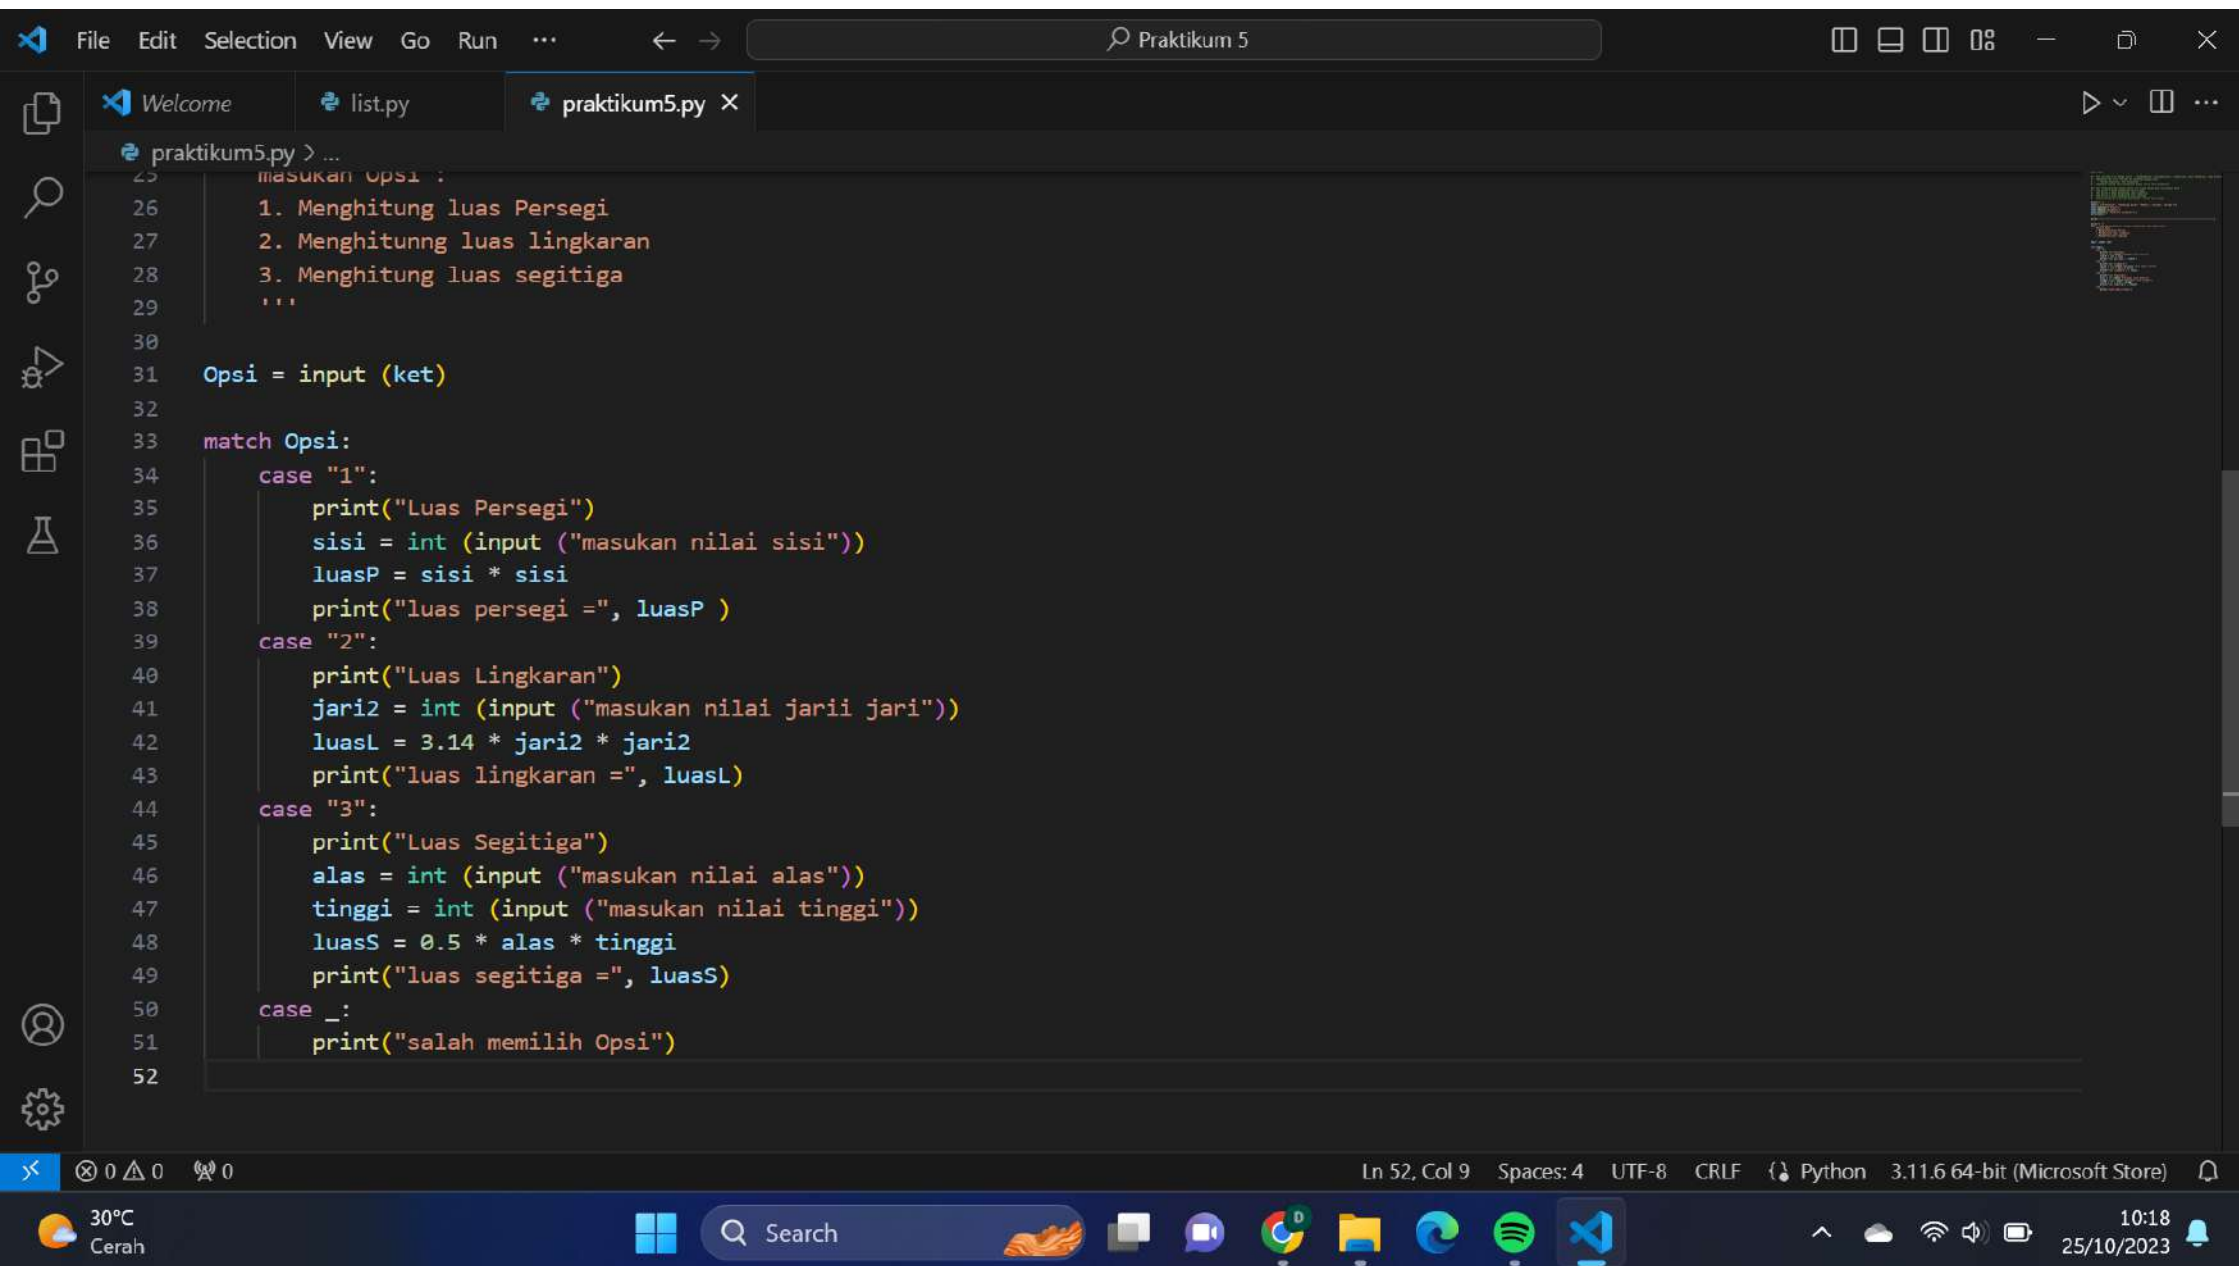 File Edit Selection View Go Run ... Praktikum 5
Welcome list.py praktikum5.py
praktikum5.py > ...
25 masukan Opsi :
26 1. Menghitung luas Persegi
27 2. Menghitunng luas lingkaran
28 3. Menghitung luas segitiga
29 '''
30
31 Opsi = input (ket)
32
33 match Opsi:
34 case "1":
35 print("Luas Persegi")
36 sisi = int (input ("masukan nilai sisi"))
37 luasP = sisi * sisi
38 print("luas persegi =", luasP )
39 case "2":
40 print("Luas Lingkaran")
41 jari2 = int (input ("masukan nilai jarii jari"))
42 luasL = 3.14 * jari2 * jari2
43 print("luas lingkaran =", luasL)
44 case "3":
45 print("Luas Segitiga")
46 alas = int (input ("masukan nilai alas"))
47 tinggi = int (input ("masukan nilai tinggi"))
48 luasS = 0.5 * alas * tinggi
49 print("luas segitiga =", luasS)
50 case _:
51 print("salah memilih Opsi")
52
0 0 0 Ln 52, Col 9 Spaces: 4 UTF-8 CRLF Python 3.11.6 64-bit (Microsoft Store)
30°C
Cerah
Search
D
10:18
25/10/2023